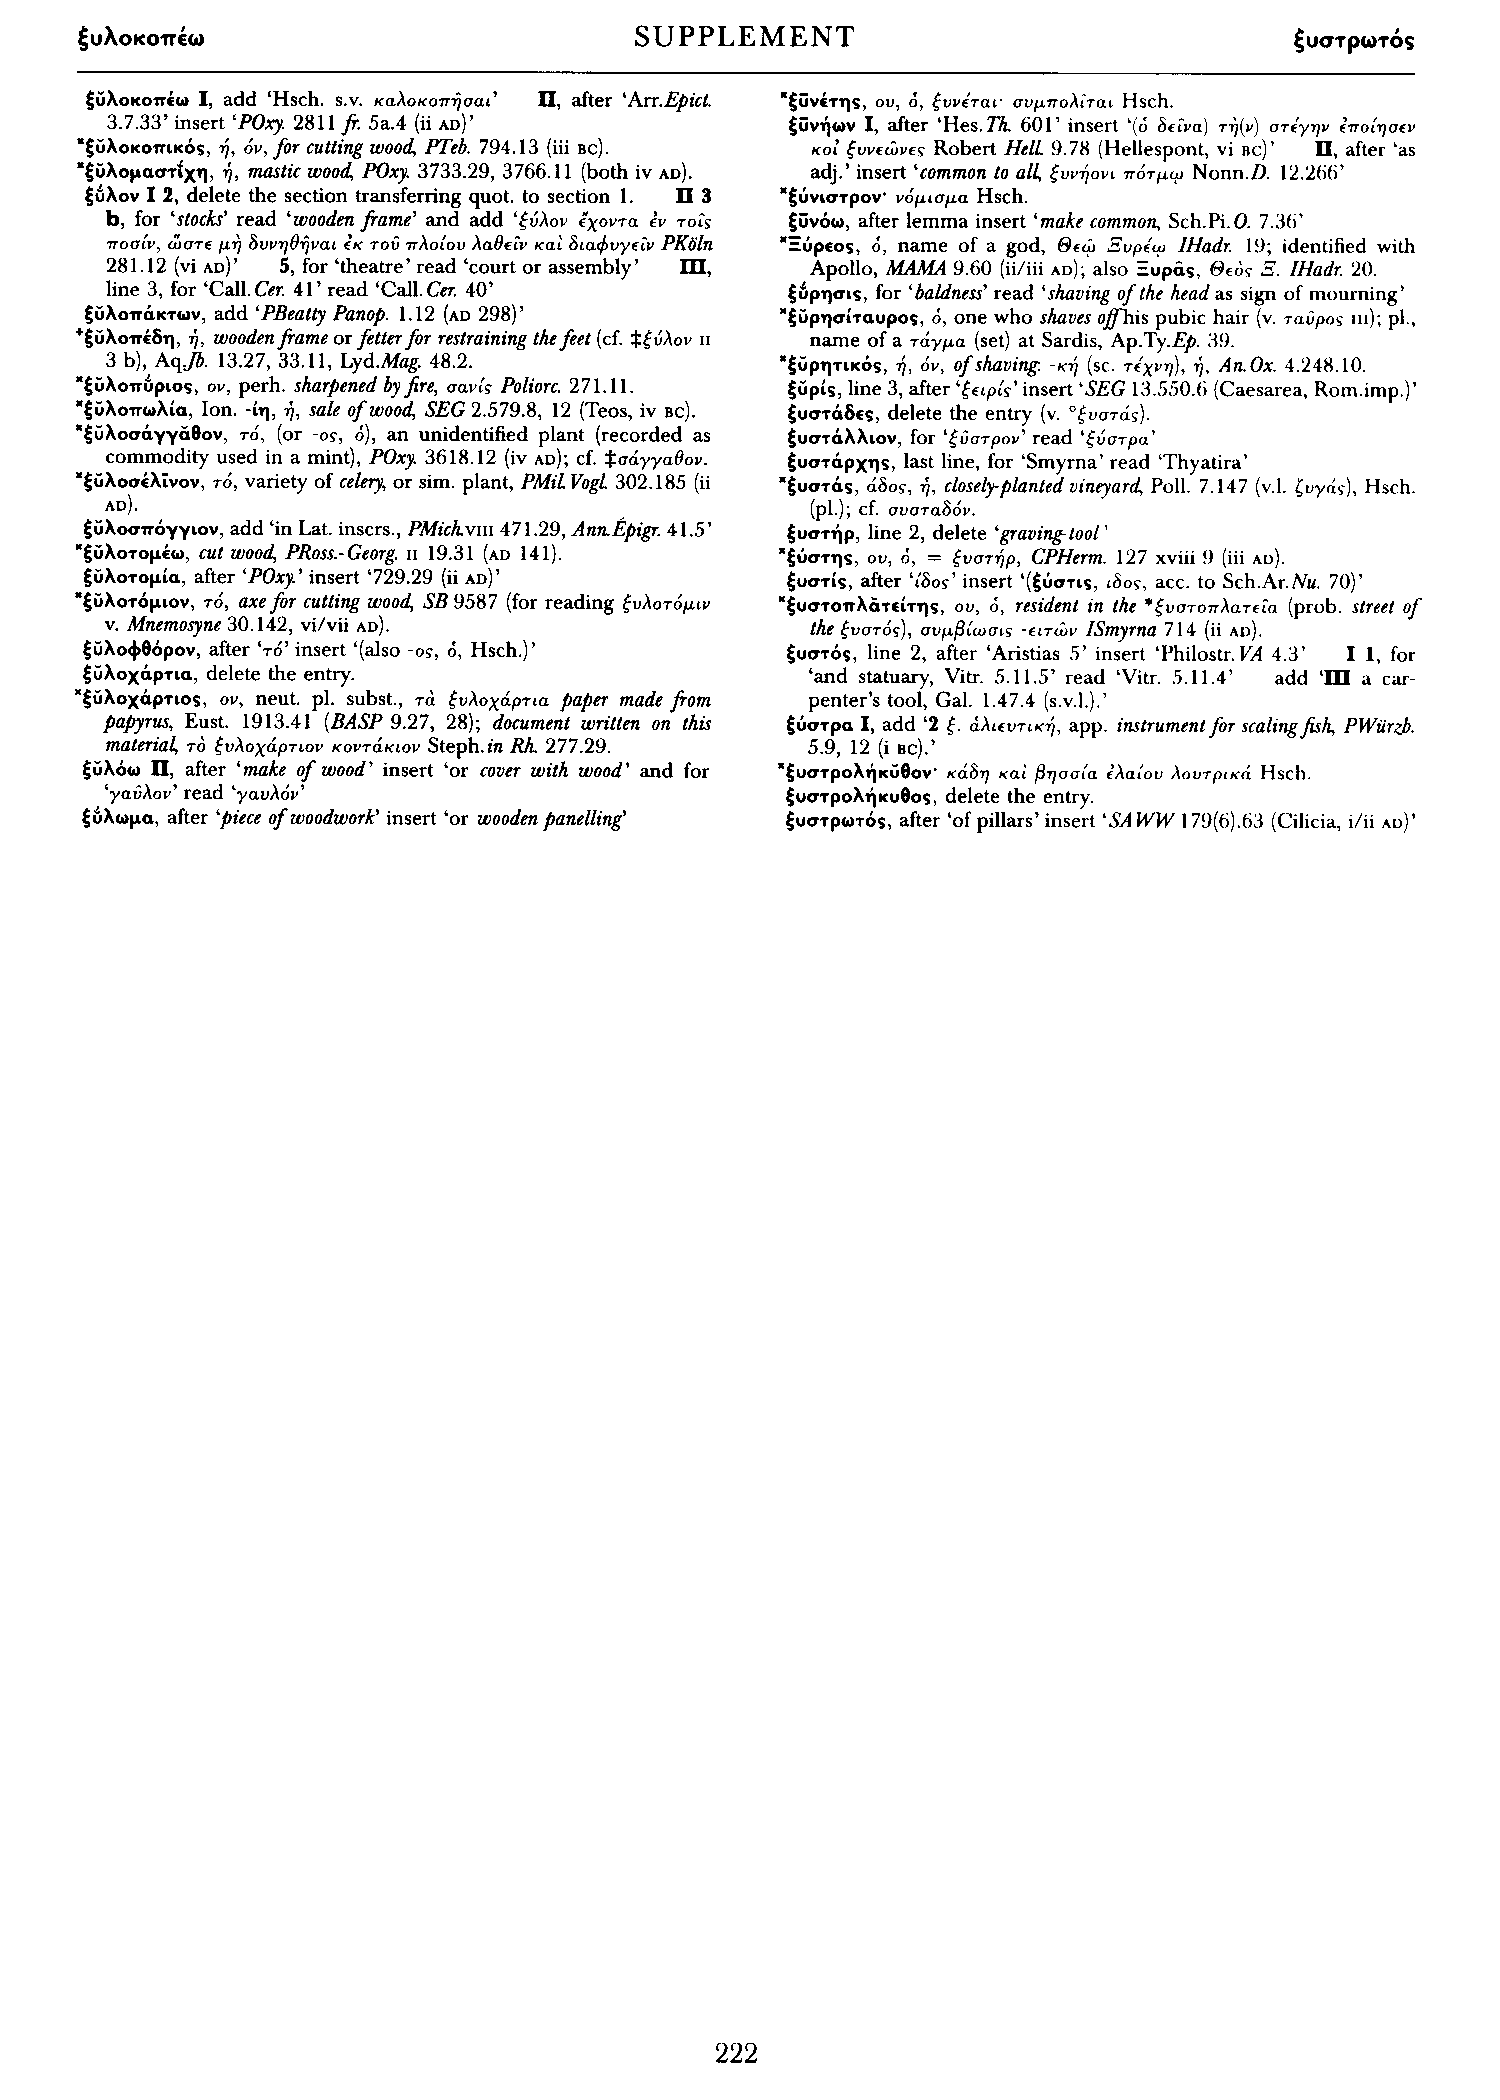 ξυλοκοπέω
SUPPLEMENT
ξυστρωτός
ξῠλοκοπέω I, add ‘Hsch. s.v. καλοκοπῆσαι’ II, after ‘Arr.Epict.
3.7.33’ insert ‘POxy. 2811 fr. 5a.4 (ii AD)’
*ξῠλοκοπικός, ή, όν, for cutting wood, PTeb. 794.13 (iii BC).
*ξῠλομαστῐ́χη, ἡ, mastic wood, POxy. 3733.29, 3766.11 (both iv AD).
ξῠ́λον I 2, delete the section transferring quot. to section 1. II 3
b, for ‘stocks’ read ‘wooden frame’ and add ‘ξύλον ἔχοντα ἐν τοῖς
ποσίν, ὥστε μὴ δυνηθῆναι ἐκ τοῦ πλοίου λαθεῖν καὶ διαφυγεῖν PKöln
281.12 (vi AD)’ 5, for ‘theatre’ read ‘court or assembly’ III,
line 3, for ‘Call.Cer. 41’ read ‘Call.Cer. 40’
ξῠλοπάκτων, add ‘PBeatty Panop. 1.12 (AD 298)’
⁺ξῠλοπέδη, ἡ, wooden frame or fetter for restraining the feet (cf. ‡ξύλον II
3 b), Aq.Jb. 13.27, 33.11, Lyd.Mag. 48.2.
*ξῠλοπῠ́ριος, ον, perh. sharpened by fire, σανίς Poliorc. 271.11.
*ξῠλοπωλία, Ion. -ίη, ἡ, sale of wood, SEG 2.579.8, 12 (Teos, iv BC).
*ξῠλοσάγγᾰθον, τό, (or -ος, ὁ), an unidentified plant (recorded as
commodity used in a mint), POxy. 3618.12 (iv AD); cf. ‡σάγγαθον.
*ξῠλοσέλῑνον, τό, variety of celery, or sim. plant, PMil.Vogl. 302.185 (ii
AD).
ξῠλοσπόγγιον, add ‘in Lat. inscrs., PMich.VIII 471.29, Ann.Épigr. 41.5’
*ξῠλοτομέω, cut wood, PRoss.-Georg. II 19.31 (AD 141).
ξῠλοτομία, after ‘POxy.’ insert ‘729.29 (ii AD)’
*ξῠλοτόμιον, τό, axe for cutting wood, SB 9587 (for reading ξυλοτόμιν
v. Mnemosyne 30.142, vi/vii AD).
ξῠλοφθόρον, after ‘τό’ insert ‘(also -ος, ὁ, Hsch.)’
ξῠλοχάρτια, delete the entry.
*ξῠλοχάρτιος, ον, neut. pl. subst., τὰ ξυλοχάρτια paper made from
papyrus, Eust. 1913.41 (BASP 9.27, 28); document written on this
material, τὸ ξυλοχάρτιον κοντάκιον Steph.in Rh. 277.29.
ξῠλόω II, after ‘make of wood’ insert ‘or cover with wood’ and for
‘γαῦλον’ read ‘γαυλόν’
ξῠ́λωμα, after ‘piece of woodwork’ insert ‘or wooden panelling’
*ξῡνέτης, ου, ὁ, ξυνέται· συμπολῖται Hsch.
ξῡνήων I, after ‘Hes.Th. 601’ insert ‘(ὁ δεῖνα) τὴ(ν) στέγην ἐποίησεν
κοἰ ξυνεῶνες Robert Hell. 9.78 (Hellespont, vi BC)’ II, after ‘as
adj.’ insert ‘common to all, ξυνήονι πότμῳ Nonn.D. 12.266’
*ξύνιστρον· νόμισμα Hsch.
ξῡνόω, after lemma insert ‘make common, Sch.Pi.O. 7.36’
*Ξύρεος, ὁ, name of a god, Θεῷ Ξυρέῳ IHadr. 19; identified with
Apollo, MAMA 9.60 (ii/iii AD); also Ξυρᾶς, Θεὸς Ξ. IHadr. 20.
ξῠ́ρησις, for ‘baldness’ read ‘shaving of the head as sign of mourning’
*ξῠρησίταυρος, ὁ, one who shaves off his pubic hair (v. ταῦρος III); pl.,
name of a τάγμα (set) at Sardis, Ap.Ty.Ep. 39.
*ξῠρητικός, ή, όν, of shaving: -κή (sc. τέχνη), ἡ, An.Ox. 4.248.10.
ξῠρίς, line 3, after ‘ξειρίς’ insert ‘SEG 13.550.6 (Caesarea, Rom.imp.)’
ξυστάδες, delete the entry (v. °ξυστάς).
ξυστάλλιον, for ‘ξῦστρον’ read ‘ξύστρα’
ξυστάρχης, last line, for ‘Smyrna’ read ‘Thyatira’
*ξυστάς, άδος, ἡ, closely-planted vineyard, Poll. 7.147 (v.l. ζυγάς), Hsch.
(pl.); cf. συσταδόν.
ξυστήρ, line 2, delete ‘graving-tool’
*ξύστης, ου, ὁ, = ξυστήρ, CPHerm. 127 xviii 9 (iii AD).
ξυστίς, after ‘ίδος’ insert ‘(ξύστις, ιδος, acc. to Sch.Ar.Nu. 70)’
*ξυστοπλᾰτείτης, ου, ὁ, resident in the *ξυστοπλατεῖα (prob. street of
the ξυστός), συμβίωσις -ειτῶν ISmyrna 714 (ii AD).
ξυστός, line 2, after ‘Aristias 5’ insert ‘Philostr.VA 4.3’ I 1, for
‘and statuary, Vitr. 5.11.5’ read ‘Vitr. 5.11.4’ add ‘III a car-
penter’s tool, Gal. 1.47.4 (s.v.l.).’
ξύστρα I, add ‘2 ξ. ἁλιευτική, app. instrument for scaling fish, PWürzb.
5.9, 12 (i BC).’
*ξυστρολήκῠθον· κάδη καὶ βησσία ἐλαίου λουτρικά Hsch.
ξυστρολήκυθος, delete the entry.
ξυστρωτός, after ‘of pillars’ insert ‘SAWW 179(6).63 (Cilicia, i/ii AD)’
222